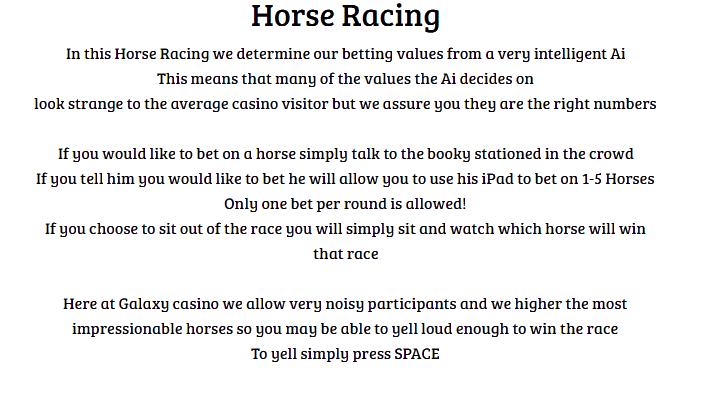 Horse Racing
In this Horse Racing we determine our betting values from a very intelligent Ai
This means that many of the values the Ai decides on
look strange to the average casino visitor but we assure you they are the right numbers
If you would like to bet on a horse simply talk to the booky stationed in the crowd
If you tell him you would like to bet he will allow you to use his iPad to bet on 1-5 Horses
Only one bet per round is allowed!
If you choose to sit out of the race you will simply sit and watch which horse will win
that race
Here at Galaxy casino we allow very noisy participants and we higher the most
impressionable horses so you may be able to yell loud enough to win the race
To yell simply press SPACE